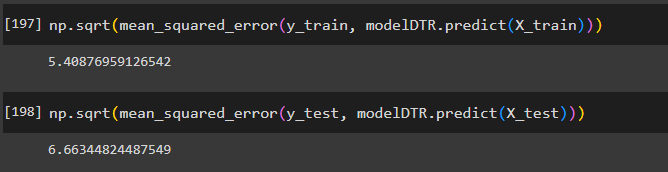 [197] np.sqrt(mean_squared_error(y_train, modelDTR.predict(X_train)))
5.40876959126542
[198] np.sqrt(mean_squared_error(y_test, modelDTR.predict(X_test)))
6.66344824487549